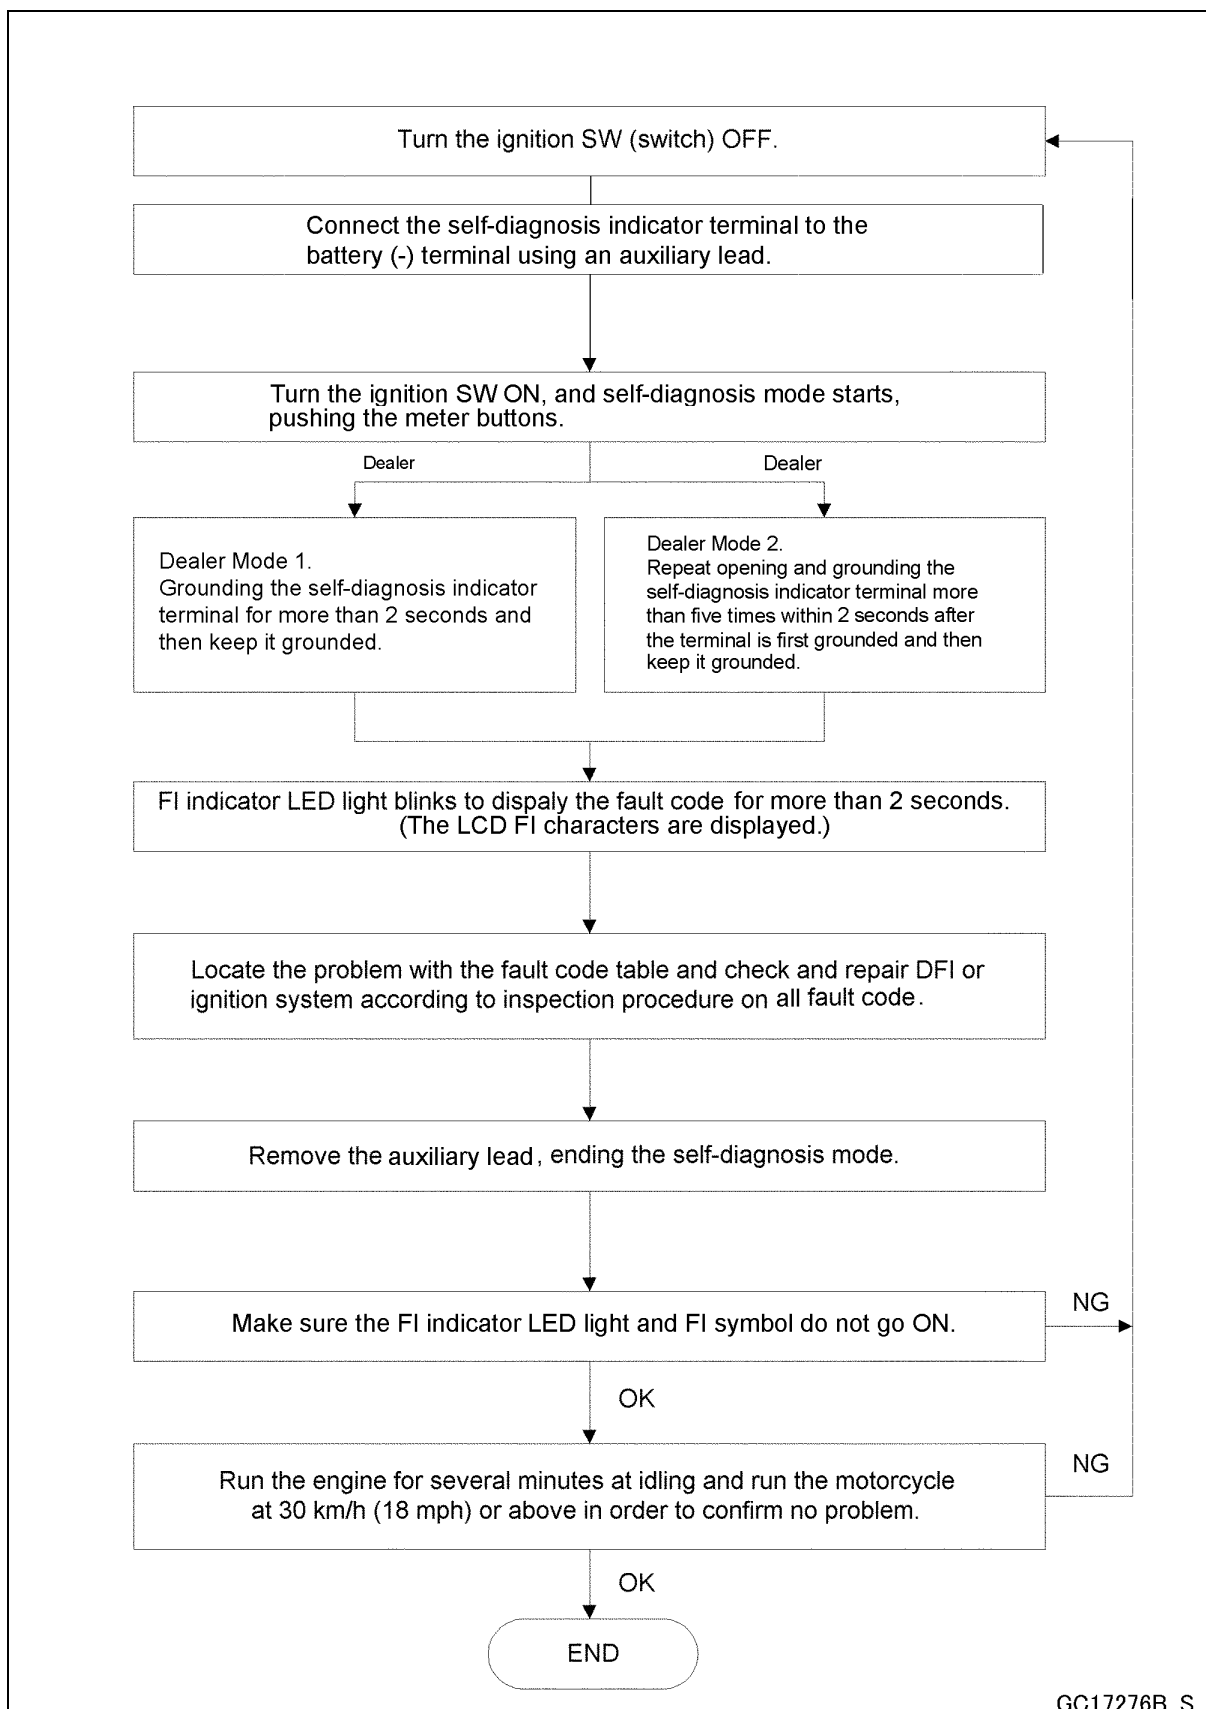 Turn the ignition SW (switch) OFF.
Connect the self-diagnosis indicator terminal to the
battery (-) terminal using an auxiliary lead.
Turn the ignition SW ON, and self-diagnosis mode starts,
pushing the meter buttons.
Dealer
Dealer
Dealer Mode 1.
Grounding the self-diagnosis indicator
terminal for more than 2 seconds and
then keep it grounded.
Dealer Mode 2.
Repeat opening and grounding the
self-diagnosis indicator terminal more
than five times within 2 seconds after
the terminal is first grounded and then
keep it grounded.
FI indicator LED light blinks to dispaly the fault code for more than 2 seconds.
(The LCD FI characters are displayed.)
Locate the problem with the fault code table and check and repair DFI or
ignition system according to inspection procedure on all fault code.
Remove the auxiliary lead, ending the self-diagnosis mode.
Make sure the FI indicator LED light and FI symbol do not go ON.
NG
OK
Run the engine for several minutes at idling and run the motorcycle
at 30 km/h (18 mph) or above in order to confirm no problem.
NG
OK
END
GC17276B S